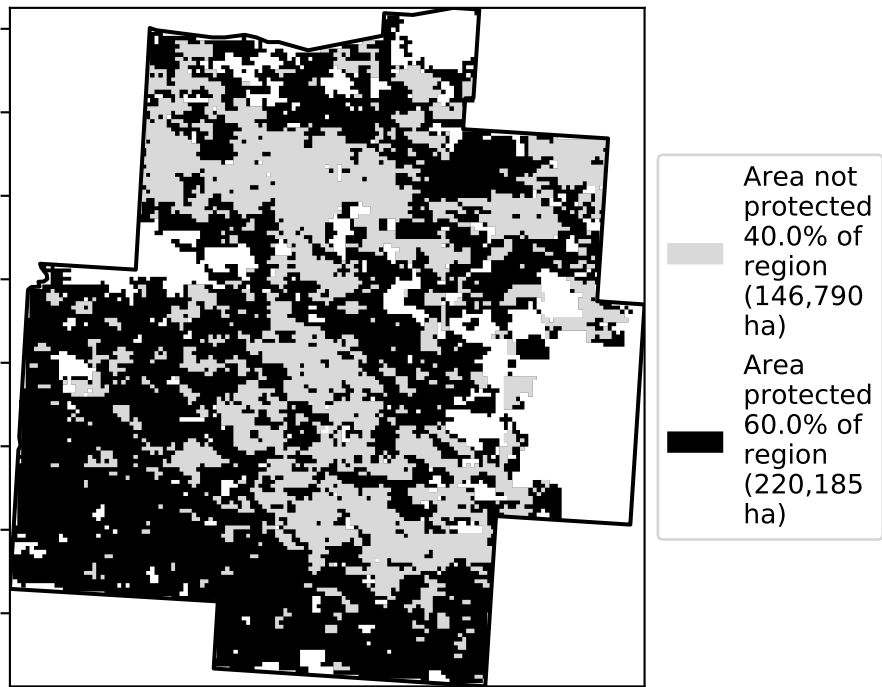 Area not
protected
40.0% of
region
(146,790
ha)
Area
protected
60.0% of
region
(220,185
ha)